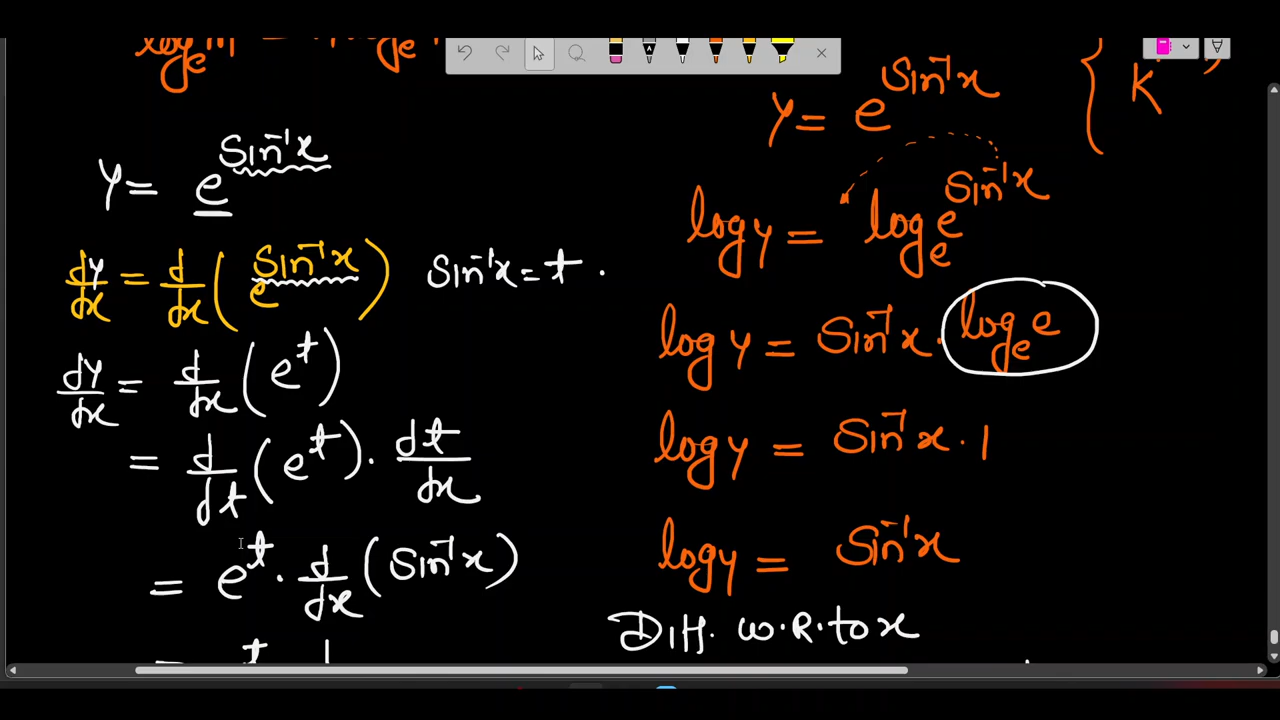 Y = e^{Sin⁻¹x}
dy/dx = d/dx ( e^{Sin⁻¹x} ) Sin⁻¹x = t .
dy/dx = d/dx ( e^t )
= d/dt ( e^t ) . dt/dx
= e^t . d/dx ( Sin⁻¹x )
Y = e^{Sin⁻¹x} { K
log y = log_e e^{Sin⁻¹x}
log y = Sin⁻¹x . log_e e
log y = Sin⁻¹x . 1
log y = Sin⁻¹x
Diff. w.R.to x